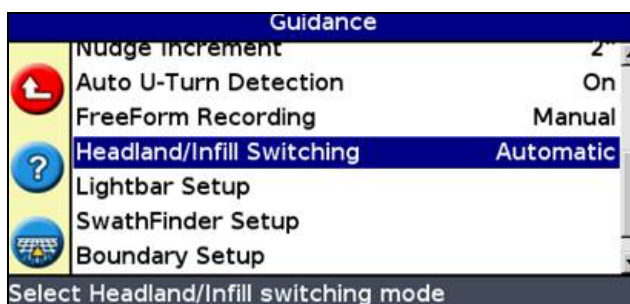 Guidance
Nudge Increment 2"
Auto U-Turn Detection On
FreeForm Recording Manual
Headland/Infill Switching Automatic
?
Lightbar Setup
SwathFinder Setup
Boundary Setup
Select Headland/Infill switching mode